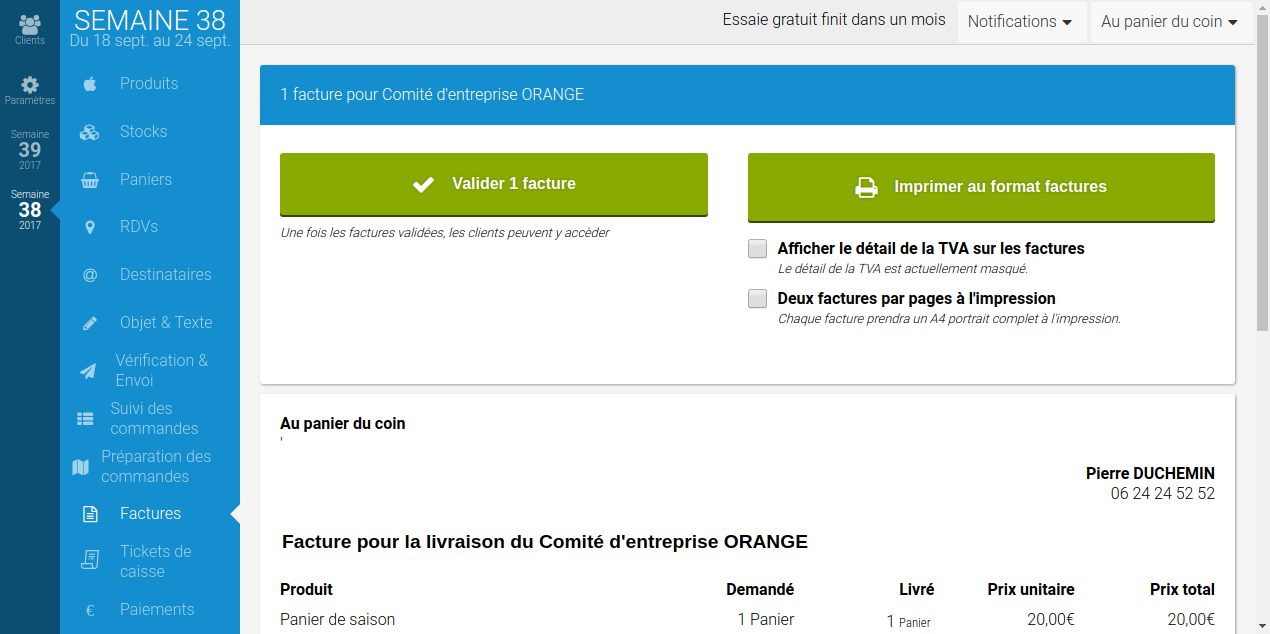 Clients
Paramètres
Semaine
39
2017
Semaine
38
2017
SEMAINE 38
Du 18 sept. au 24 sept.
Produits
Stocks
Paniers
RDVs
Destinataires
Objet & Texte
Vérification &
Envoi
Suivi des
commandes
Préparation des
commandes
Factures
Tickets de
caisse
Paiements
Essaie gratuit finit dans un mois
Notifications
Au panier du coin
1 facture pour Comité d'entreprise ORANGE
Valider 1 facture
Une fois les factures validées, les clients peuvent y accèder
Imprimer au format factures
Afficher le détail de la TVA sur les factures
Le détail de la TVA est actuellement masqué.
Deux factures par pages à l'impression
Chaque facture prendra un A4 portrait complet à l'impression.
Au panier du coin
,
Pierre DUCHEMIN
06 24 24 52 52
Facture pour la livraison du Comité d'entreprise ORANGE
Produit Demandé Livré Prix unitaire Prix total
Panier de saison 1 Panier 1 Panier 20,00€ 20,00€